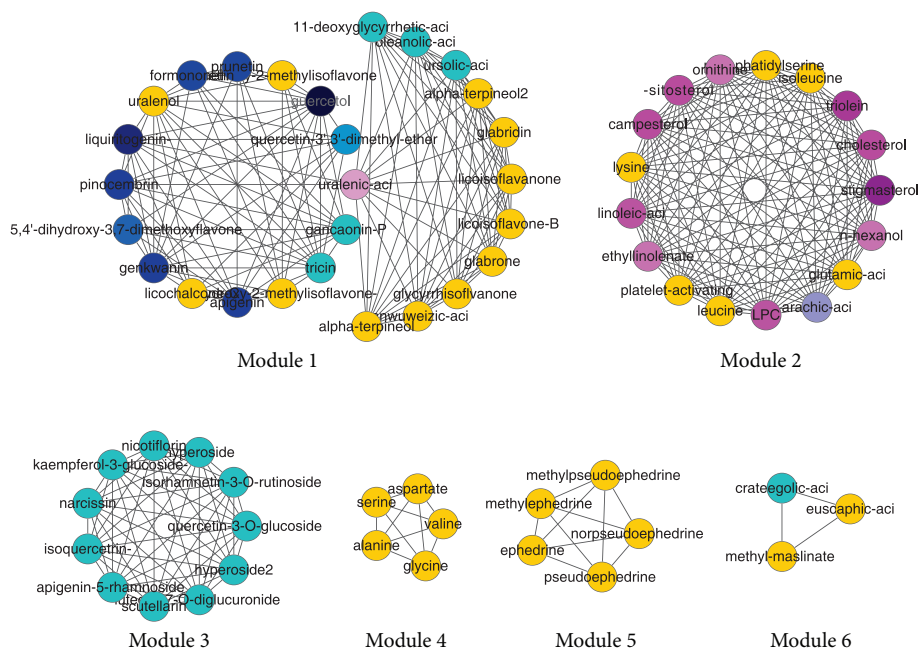 11-deoxyglycyrrhetic-aci
oleanolic-aci
ursolic-aci
alpha-terpineol2
glabridin
licoisoflavanone
licoisoflavone-B
glabrone
glycyrrhisoflvanone
nwuweizic-aci
alpha-terpineol
prunetin
-2-methylisoflavone
formononetin
uralenol
quercetol
liquiritogenin-
quercetin-3',3'-dimethyl-ether
pinocembrin
uralenic-aci
5,4'-dihydroxy-3,7-dimethoxyflavone
gancaonin-P
genkwanin
tricin
licochalcone
-2-methylisoflavone-
apigenin
Module 1
phatidylserine
ornithine
isoleucine
-sitosterol
triolein
campesterol
cholesterol
lysine
stigmasterol
linoleic-aci
n-hexanol
ethyllinolenate
glutamic-aci
platelet-activating
arachic-aci
leucine
LPC
Module 2
nicotiflorin
hyperoside
kaempferol-3-glucoside-
isorhamnetin-3-O-rutinoside
narcissin
quercetin-3-O-glucoside
isoquercetrin-
hyperoside2
apigenin-5-rhamnoside
7-O-diglucuronide
scutellarin
Module 3
aspartate
serine
valine
alanine
glycine
Module 4
methylpseudoephedrine
methylephedrine
norpseudoephedrine
ephedrine
pseudoephedrine
Module 5
crateegolic-aci
euscaphic-aci
methyl-maslinate
Module 6